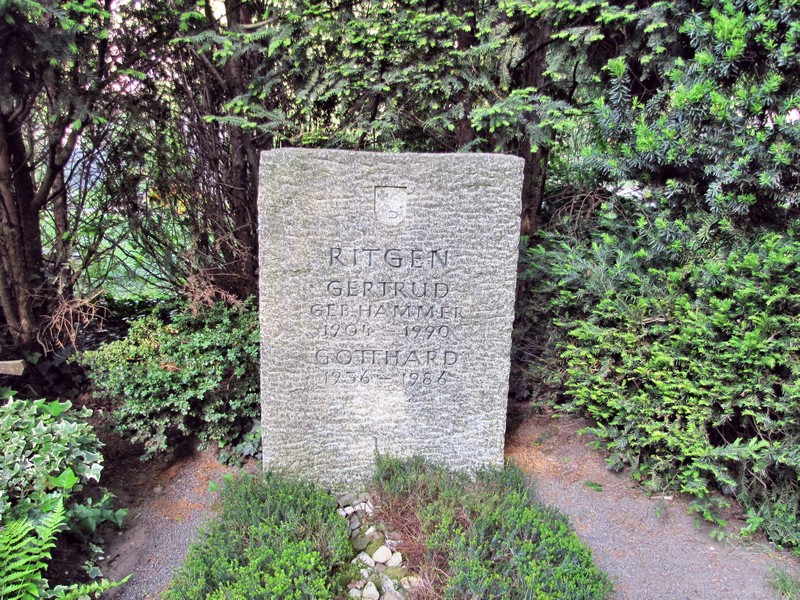 RITGEN
GERTRUD
GEB.HAMMER
1904 – 1990
GOTTHARD
1936 – 1986